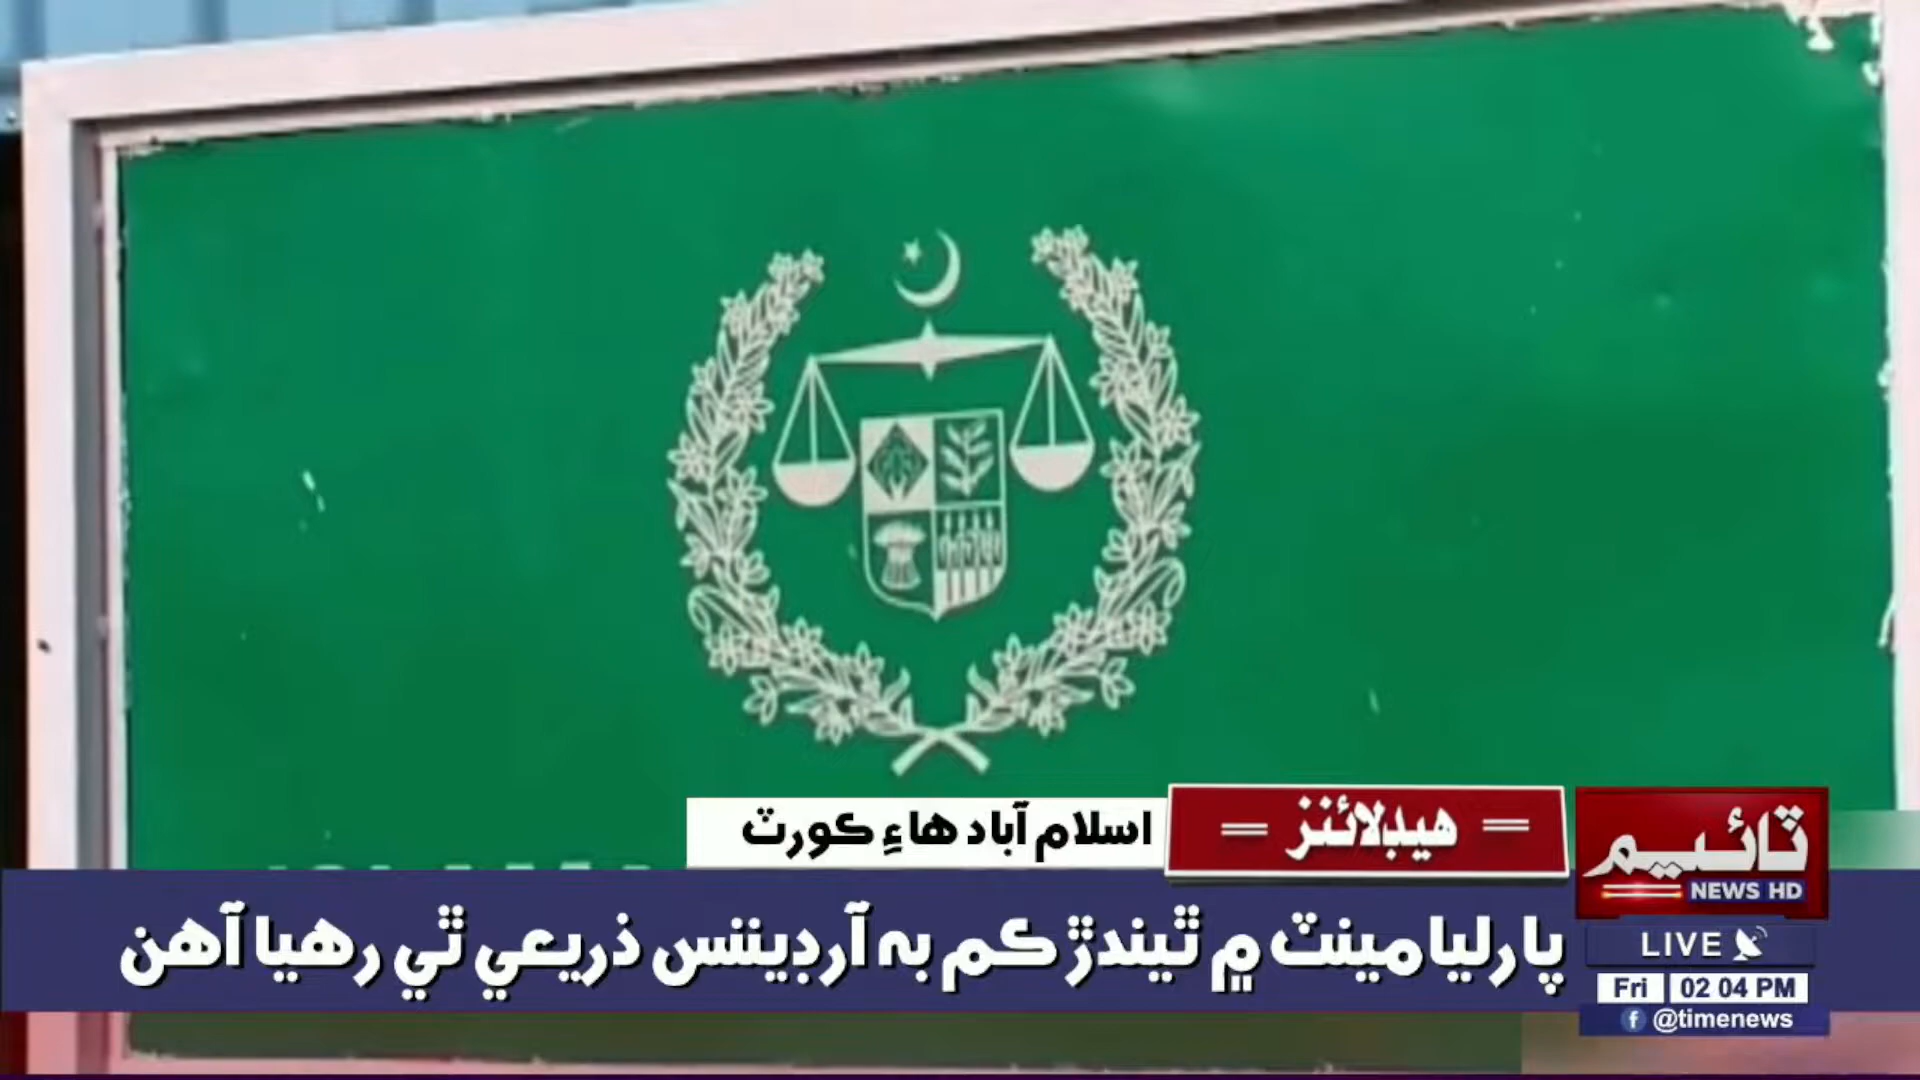 اسلام آباد هاءِ ڪورٽ
= هيڊلائنز =
پارليامينٽ ۾ ٿيندڙ ڪم به آرڊيننس ذريعي ٿي رهيا آهن
ٽائيم
NEWS HD
LIVE
Fri 02 04 PM
@timenews